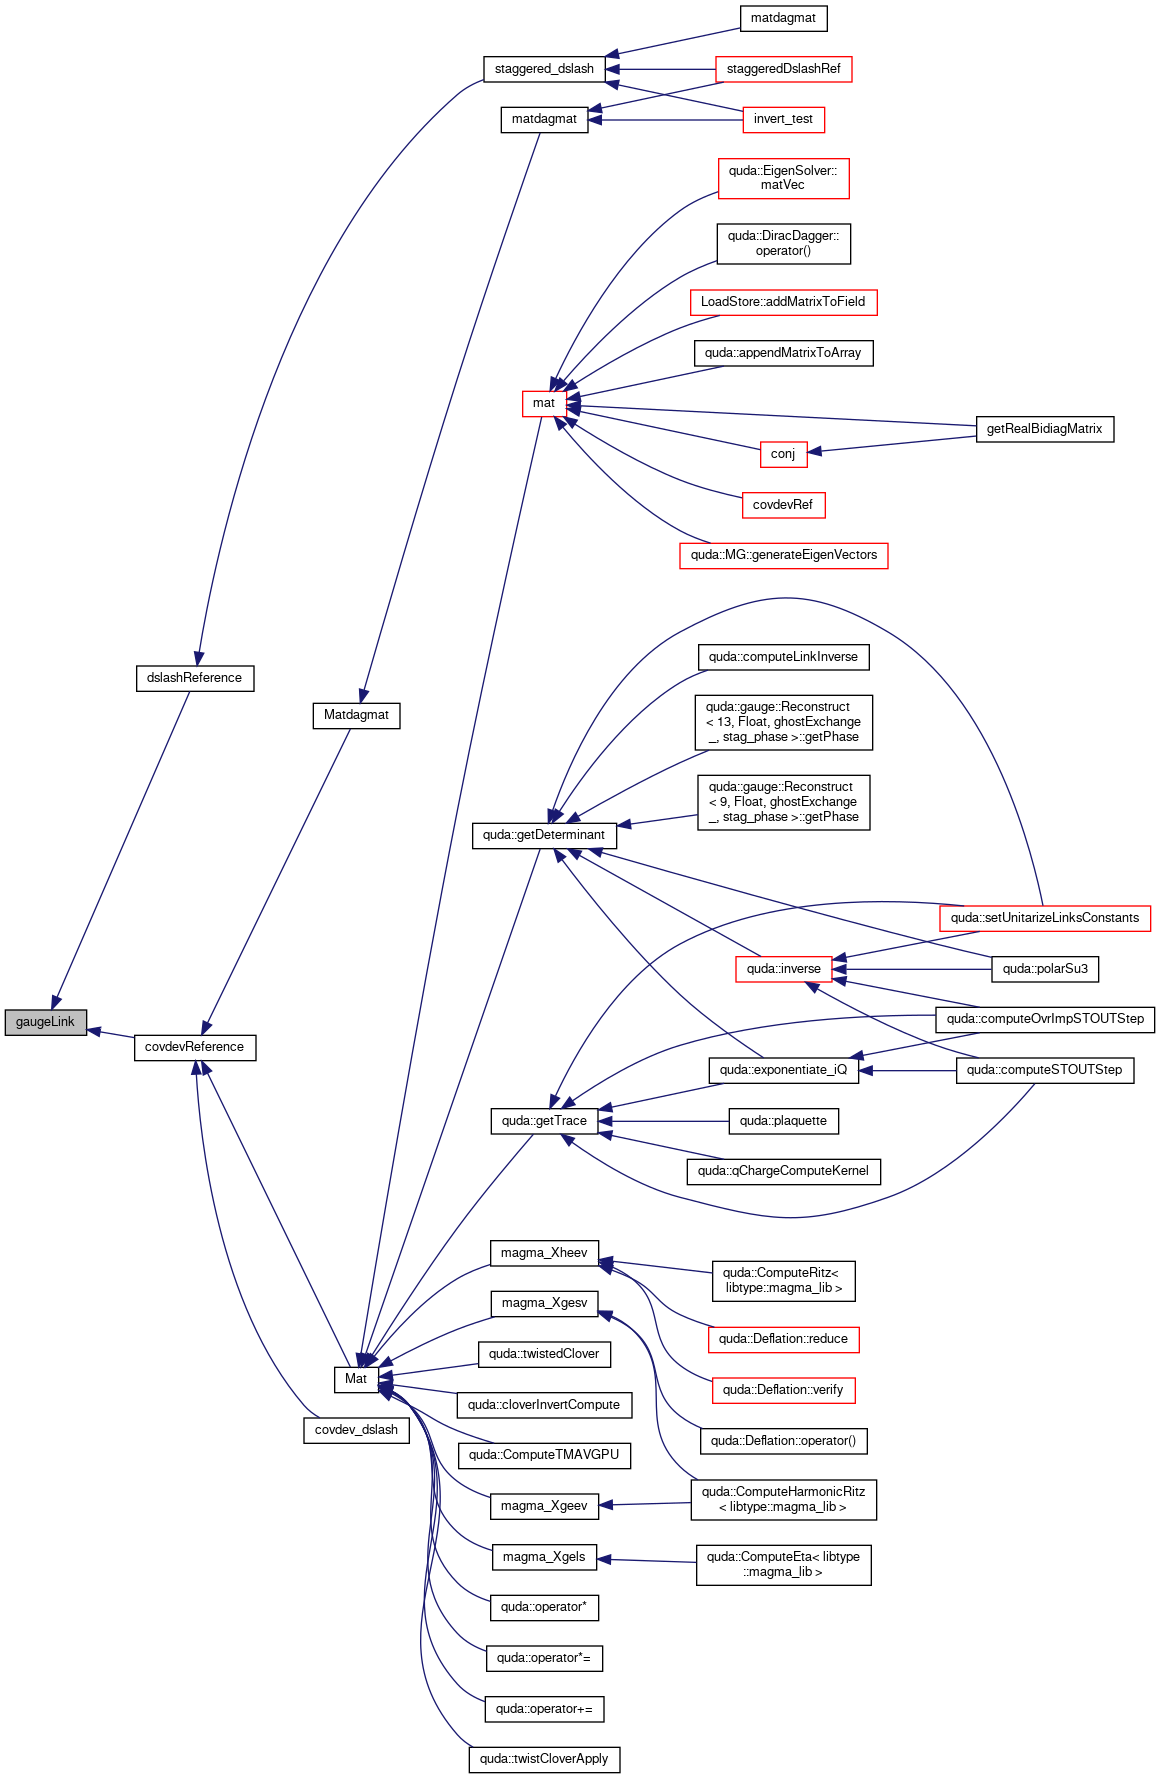 matdagmat
staggered_dslash
staggeredDslashRef
matdagmat
invert_test
quda::EigenSolver::
matVec
quda::DiracDagger::
operator()
LoadStore::addMatrixToField
quda::appendMatrixToArray
mat
getRealBidiagMatrix
conj
covdevRef
quda::MG::generateEigenVectors
quda::computeLinkInverse
dslashReference
quda::gauge::Reconstruct
< 13, Float, ghostExchange
_, stag_phase >::getPhase
Matdagmat
quda::gauge::Reconstruct
< 9, Float, ghostExchange
_, stag_phase >::getPhase
quda::getDeterminant
quda::setUnitarizeLinksConstants
quda::inverse
quda::polarSu3
gaugeLink
quda::computeOvrImpSTOUTStep
covdevReference
quda::exponentiate_iQ
quda::computeSTOUTStep
quda::getTrace
quda::plaquette
quda::qChargeComputeKernel
magma_Xheev
quda::ComputeRitz<
libtype::magma_lib >
magma_Xgesv
quda::Deflation::reduce
quda::twistedClover
Mat
quda::Deflation::verify
quda::cloverInvertCompute
covdev_dslash
quda::Deflation::operator()
quda::ComputeTMAVGPU
quda::ComputeHarmonicRitz
< libtype::magma_lib >
magma_Xgeev
magma_Xgels
quda::ComputeEta< libtype
::magma_lib >
quda::operator*
quda::operator*=
quda::operator+=
quda::twistCloverApply